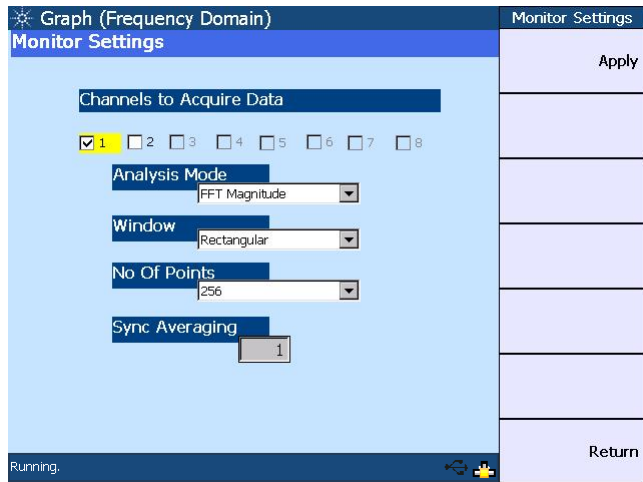 Graph (Frequency Domain)
Monitor Settings
Monitor Settings
Apply
Channels to Acquire Data
1 2 3 4 5 6 7 8
Analysis Mode
FFT Magnitude
Window
Rectangular
No Of Points
256
Sync Averaging
1
Return
Running.